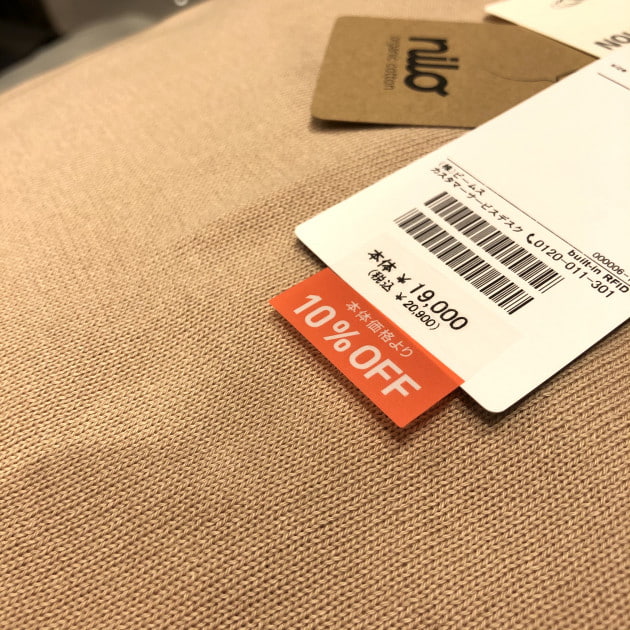 nilo
organic cotton
(株)ビームス
カスタマーサービスデスク 0120-011-301
Built-in RFID
本体 ¥19,000
(税込 ¥20,900)
本体価格より
10%OFF